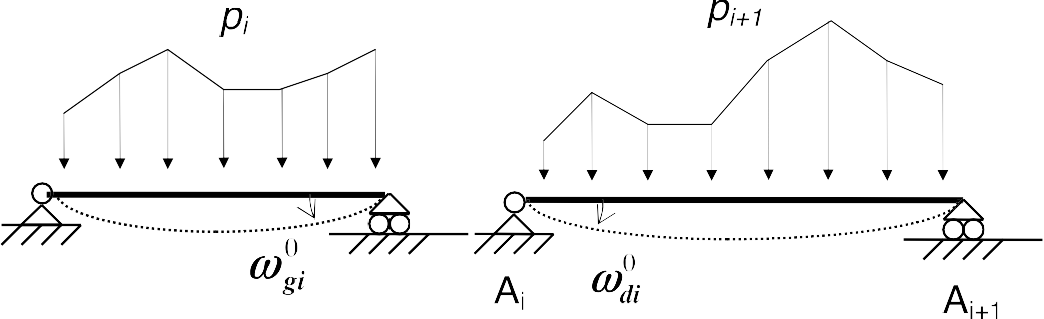 p_i
p_{i+1}
ω_{gi}^{0}
ω_{di}^{0}
A_i
A_{i+1}